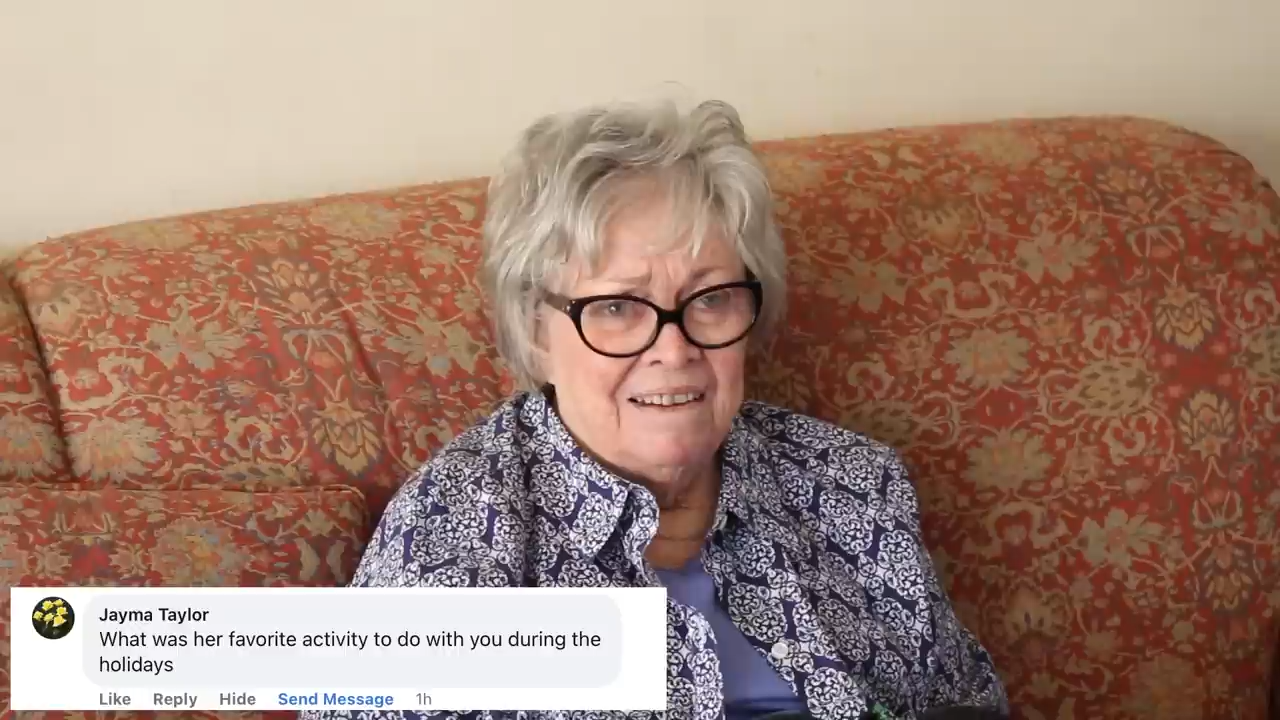 Jayma Taylor
What was her favorite activity to do with you during the
holidays
Like Reply Hide Send Message 1h